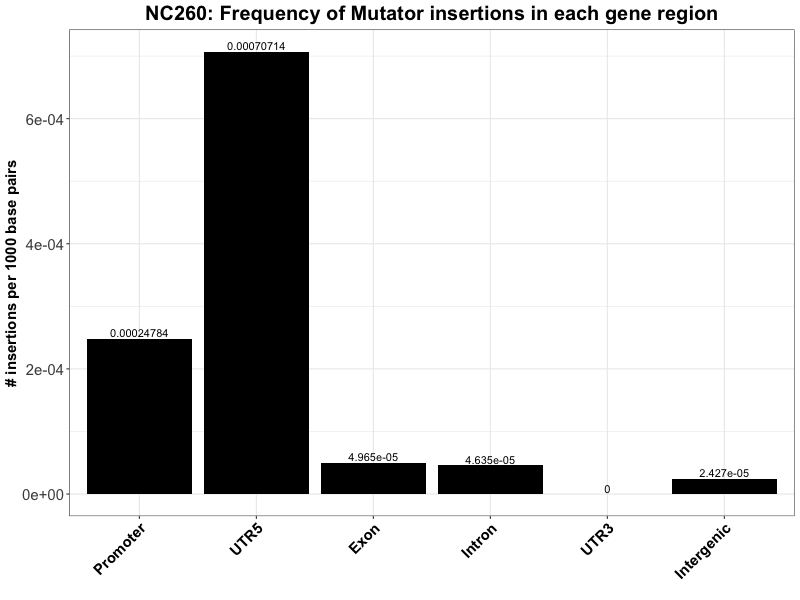 NC260: Frequency of Mutator insertions in each gene region
# insertions per 1000 base pairs
6e-04
4e-04
2e-04
0e+00
0.00024784
0.00070714
4.965e-05
4.635e-05
0
2.427e-05
Promoter
UTR5
Exon
Intron
UTR3
Intergenic